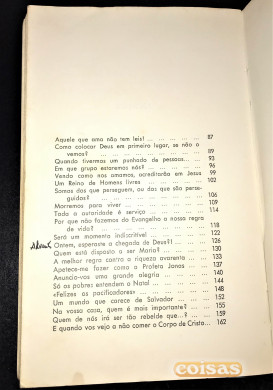 Aquele que ama não tem leis! ... ... ... ... 87
Como colocar Deus em primeiro lugar, se não o
vemos? ... ... ... ... ... ... ... ... 89
Quando tivermos um punhado de pessoas... ... 93
Em que grupo estaremos nós? ... ... ... ... 96
Vendo como nos amamos, acreditarão em Jesus 99
Um Reino de Homens livres ... ... ... ... 102
Somos dos que perseguem, ou dos que são perse-
guidos? ... ... ... ... ... ... ... ... 106
Morremos para viver ... ... ... ... ... ... 109
Toda a autoridade é serviço ... ... ... ... 114
Por que não fazemos do Evangelho a nossa regra
de vida? ... ... ... ... ... ... ... ... 118
Será um momento indizível ... ... ... ... 122
Ontem, esperaste a chegada de Deus? ... ... 126
Quem está disposto a ser Maria? ... ... ... 130
A melhor regra contra a riqueza avarenta ... 133
Apetece-me fazer como o Profeta Jonas ... ... 137
Anuncio-vos uma grande alegria ... ... ... 140
Só os pobres entendem o Natal ... ... ... 144
«Felizes os pacificadores» ... ... ... ... 148
Um mundo que carece de Salvador ... ... ... 152
Na vossa casa, quem é mais importante? ... ... 155
Quem de nós irá ser tão rebelde que...? ... ... 159
E quando vos vejo a não comer o Corpo de Cristo... 162
coisas